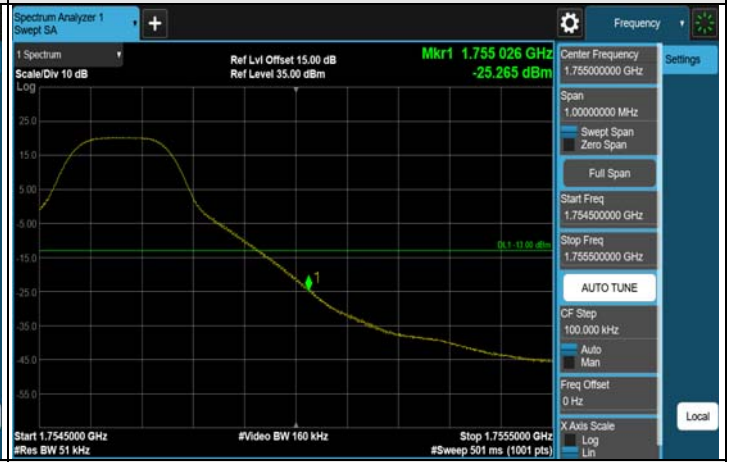 Spectrum Analyzer 1
Swept SA
+
Frequency
1 Spectrum
Scale/Div 10 dB
Log
Ref Lvl Offset 15.00 dB
Ref Level 35.00 dBm
Mkr1 1.755 026 GHz
-25.265 dBm
25.0
15.0
5.00
-5.00
-15.0
-25.0
-35.0
-45.0
-55.0
DL1 -13.00 dBm
1
Start 1.7545000 GHz
#Res BW 51 kHz
#Video BW 160 kHz
Stop 1.7555000 GHz
#Sweep 501 ms (1001 pts)
Center Frequency
1.755000000 GHz
Settings
Span
1.00000000 MHz
Swept Span
Zero Span
Full Span
Start Freq
1.754500000 GHz
Stop Freq
1.755500000 GHz
AUTO TUNE
CF Step
100.000 kHz
Auto
Man
Freq Offset
0 Hz
X Axis Scale
Log
Lin
Local